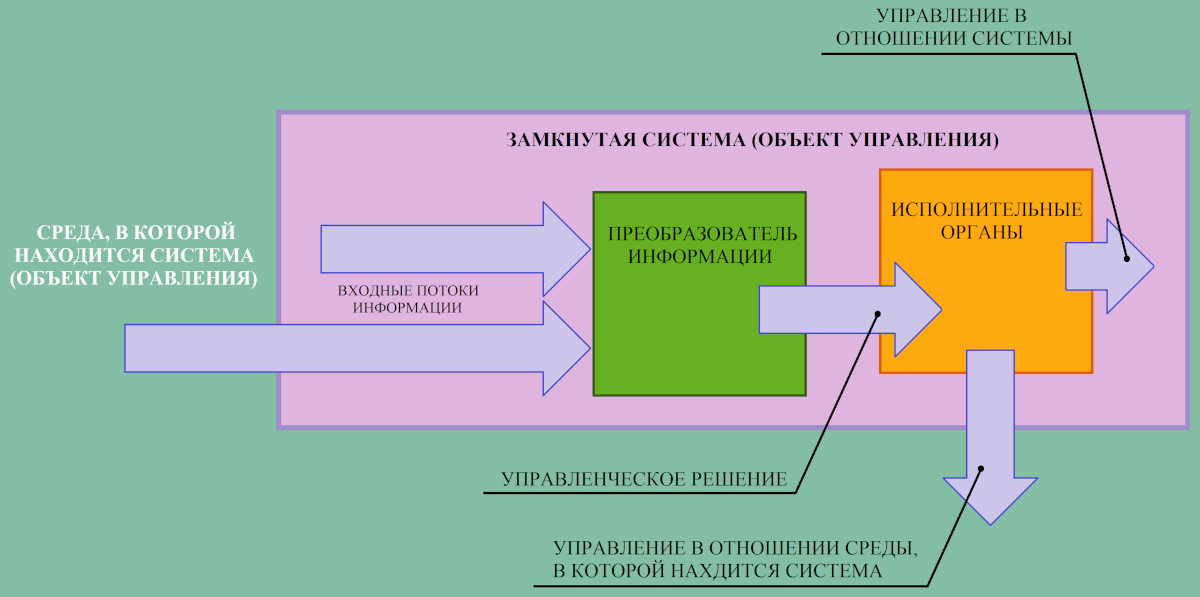 УПРАВЛЕНИЕ В
ОТНОШЕНИИ СИСТЕМЫ
ЗАМКНУТАЯ СИСТЕМА (ОБЪЕКТ УПРАВЛЕНИЯ)
СРЕДА, В КОТОРОЙ
НАХОДИТСЯ СИСТЕМА
(ОБЪЕКТ УПРАВЛЕНИЯ)
ВХОДНЫЕ ПОТОКИ
ИНФОРМАЦИИ
ПРЕОБРАЗОВАТЕЛЬ
ИНФОРМАЦИИ
ИСПОЛНИТЕЛЬНЫЕ
ОРГАНЫ
УПРАВЛЕНЧЕСКОЕ РЕШЕНИЕ
УПРАВЛЕНИЕ В ОТНОШЕНИИ СРЕДЫ,
В КОТОРОЙ НАХДИТСЯ СИСТЕМА